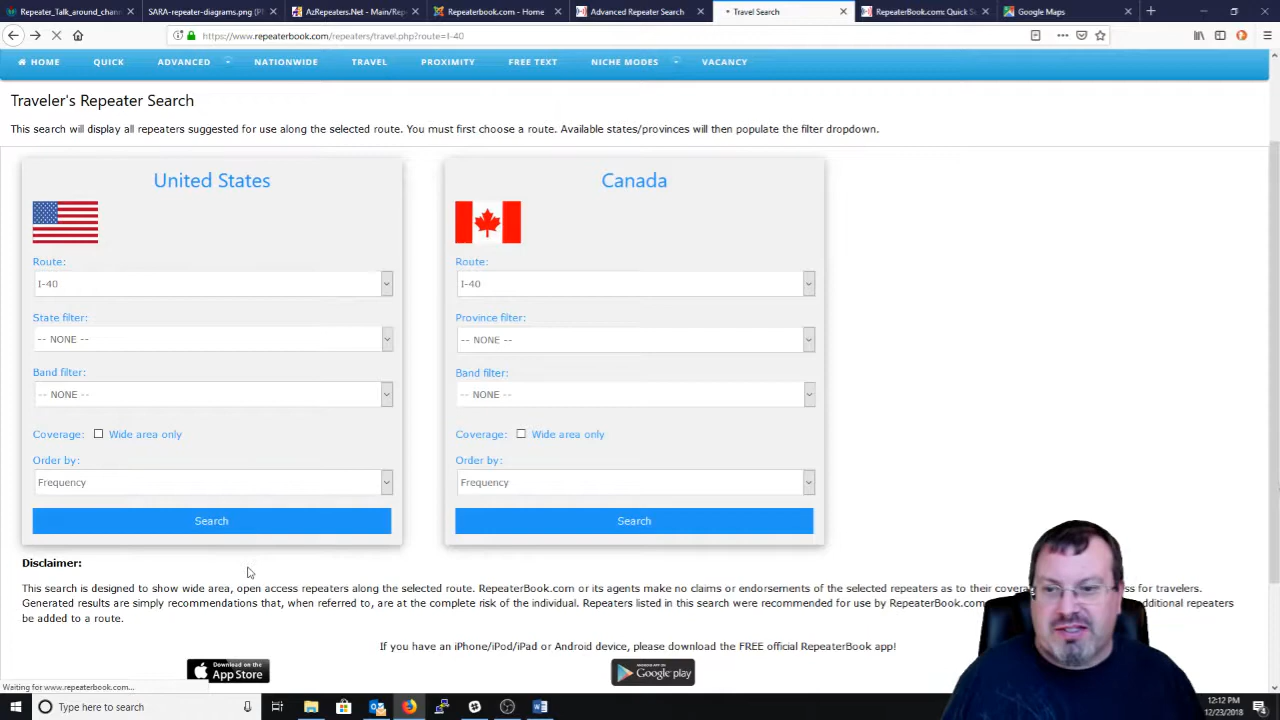 Repeater_Talk_around_chann
SARA-repeater-diagrams.png (P
AzRepeaters.Net - Main/Rep
Repeaterbook.com - Home
Advanced Repeater Search
Travel Search
RepeaterBook.com: Quick S
Google Maps
https://www.repeaterbook.com/repeaters/travel.php?route=I-40
HOME QUICK ADVANCED NATIONWIDE TRAVEL PROXIMITY FREE TEXT NICHE MODES VACANCY
Traveler's Repeater Search
This search will display all repeaters suggested for use along the selected route. You must first choose a route. Available states/provinces will then populate the filter dropdown.
United States
Route:
I-40
State filter:
-- NONE --
Band filter:
-- NONE --
Coverage: Wide area only
Order by:
Frequency
Search
Canada
Route:
I-40
Province filter:
-- NONE --
Band filter:
-- NONE --
Coverage: Wide area only
Order by:
Frequency
Search
Disclaimer:
This search is designed to show wide area, open access repeaters along the selected route. RepeaterBook.com or its agents make no claims or endorsements of the selected repeaters as to their cover ss for travelers.
Generated results are simply recommendations that, when referred to, are at the complete risk of the individual. Repeaters listed in this search were recommended for use by RepeaterBook.com dditional repeaters
be added to a route.
If you have an iPhone/iPod/iPad or Android device, please download the FREE official RepeaterBook app!
Download on the
App Store
ANDROID APP ON
Google play
Waiting for www.repeaterbook.com...
Type here to search
12:12 PM
12/23/2018